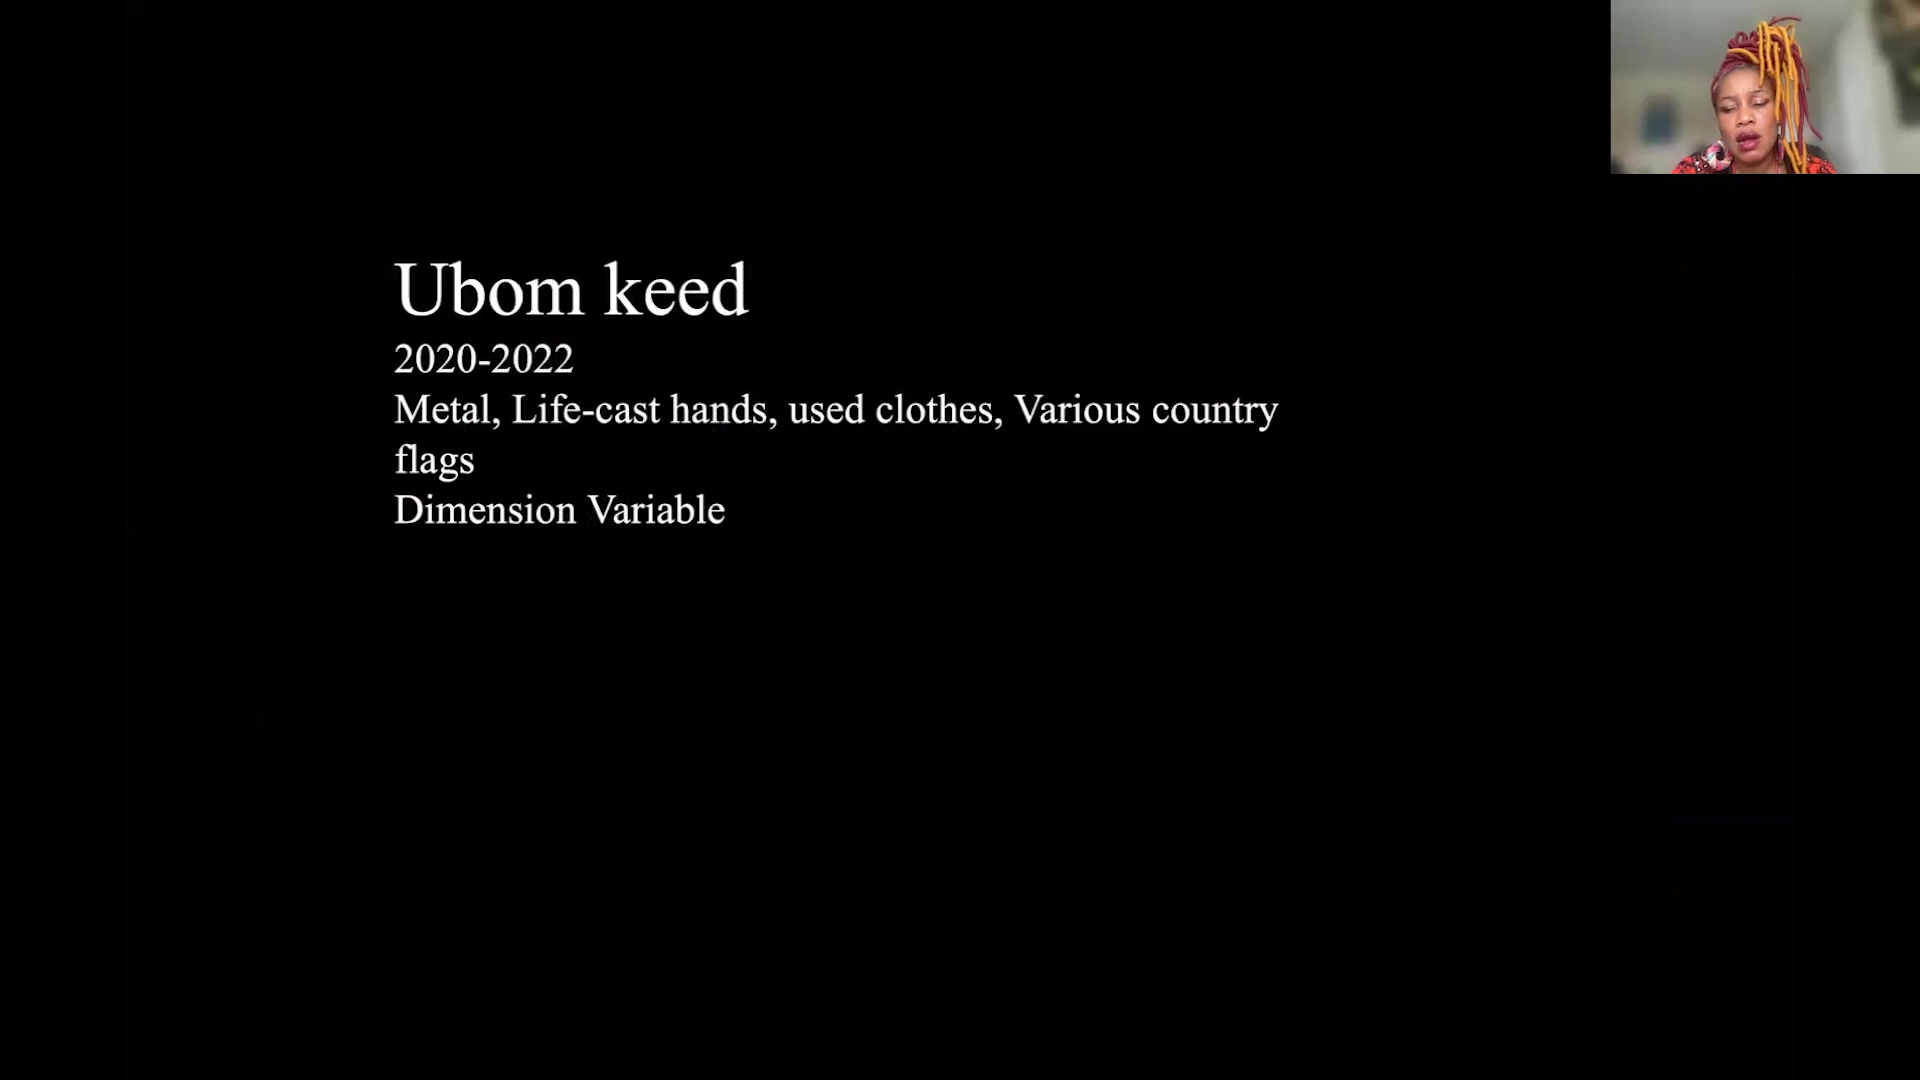 Ubom keed
2020-2022
Metal, Life-cast hands, used clothes, Various country
flags
Dimension Variable